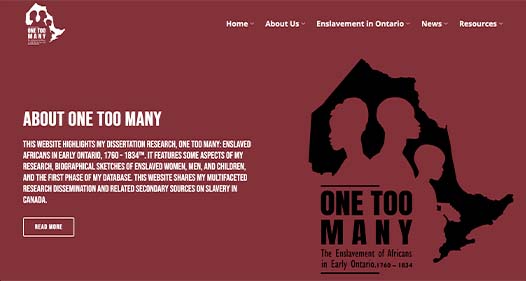 ONE TOO
MANY
Home About Us Enslavement in Ontario News Resources
ABOUT ONE TOO MANY
THIS WEBSITE HIGHLIGHTS MY DISSERTATION RESEARCH, ONE TOO MANY: ENSLAVED
AFRICANS IN EARLY ONTARIO, 1760 – 1834™. IT FEATURES SOME ASPECTS OF MY
RESEARCH, BIOGRAPHICAL SKETCHES OF ENSLAVED WOMEN, MEN, AND CHILDREN,
AND THE FIRST PHASE OF MY DATABASE. THIS WEBSITE SHARES MY MULTIFACETED
RESEARCH DISSEMINATION AND RELATED SECONDARY SOURCES ON SLAVERY IN
CANADA.
READ MORE
ONE TOO
MANY
The Enslavement of Africans
in Early Ontario, 1760 – 1834